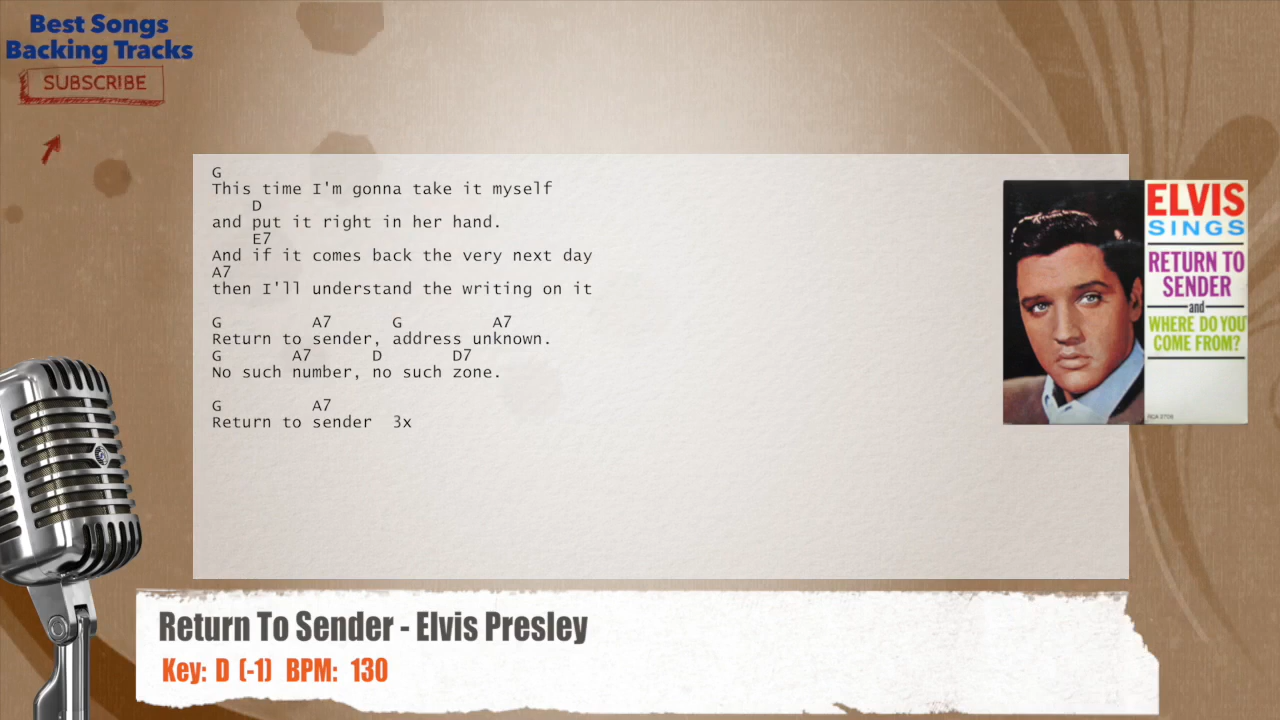 Best Songs
Backing Tracks
SUBSCRIBE
G
This time I'm gonna take it myself
    D
and put it right in her hand.
    E7
And if it comes back the very next day
A7
then I'll understand the writing on it
G         A7      G         A7
Return to sender, address unknown.
G       A7      D       D7
No such number, no such zone.
G         A7
Return to sender  3x
ELVIS
SINGS
RETURN TO
SENDER
and
WHERE DO YOU
COME FROM?
Return To Sender - Elvis Presley
Key: D (-1) BPM: 130